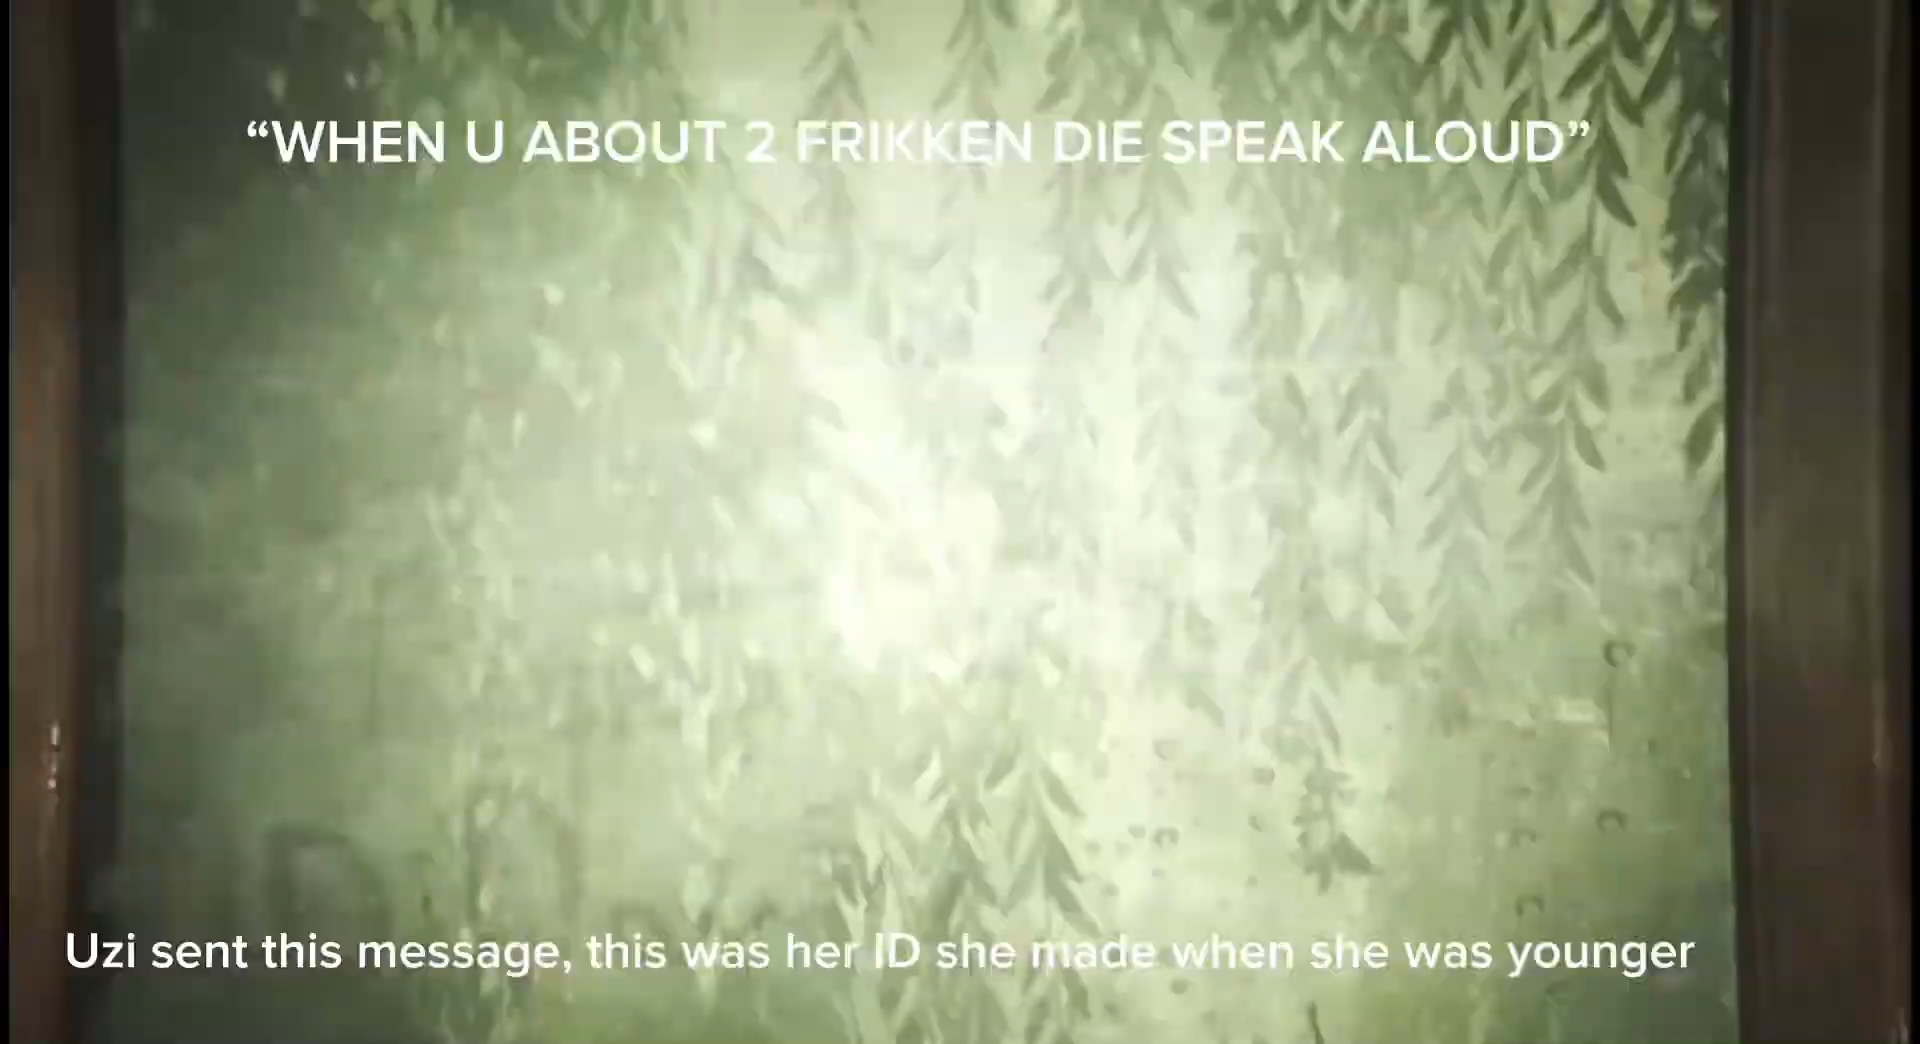 “WHEN U ABOUT 2 FRIKKEN DIE SPEAK ALOUD”
Uzi sent this message, this was her ID she made when she was younger